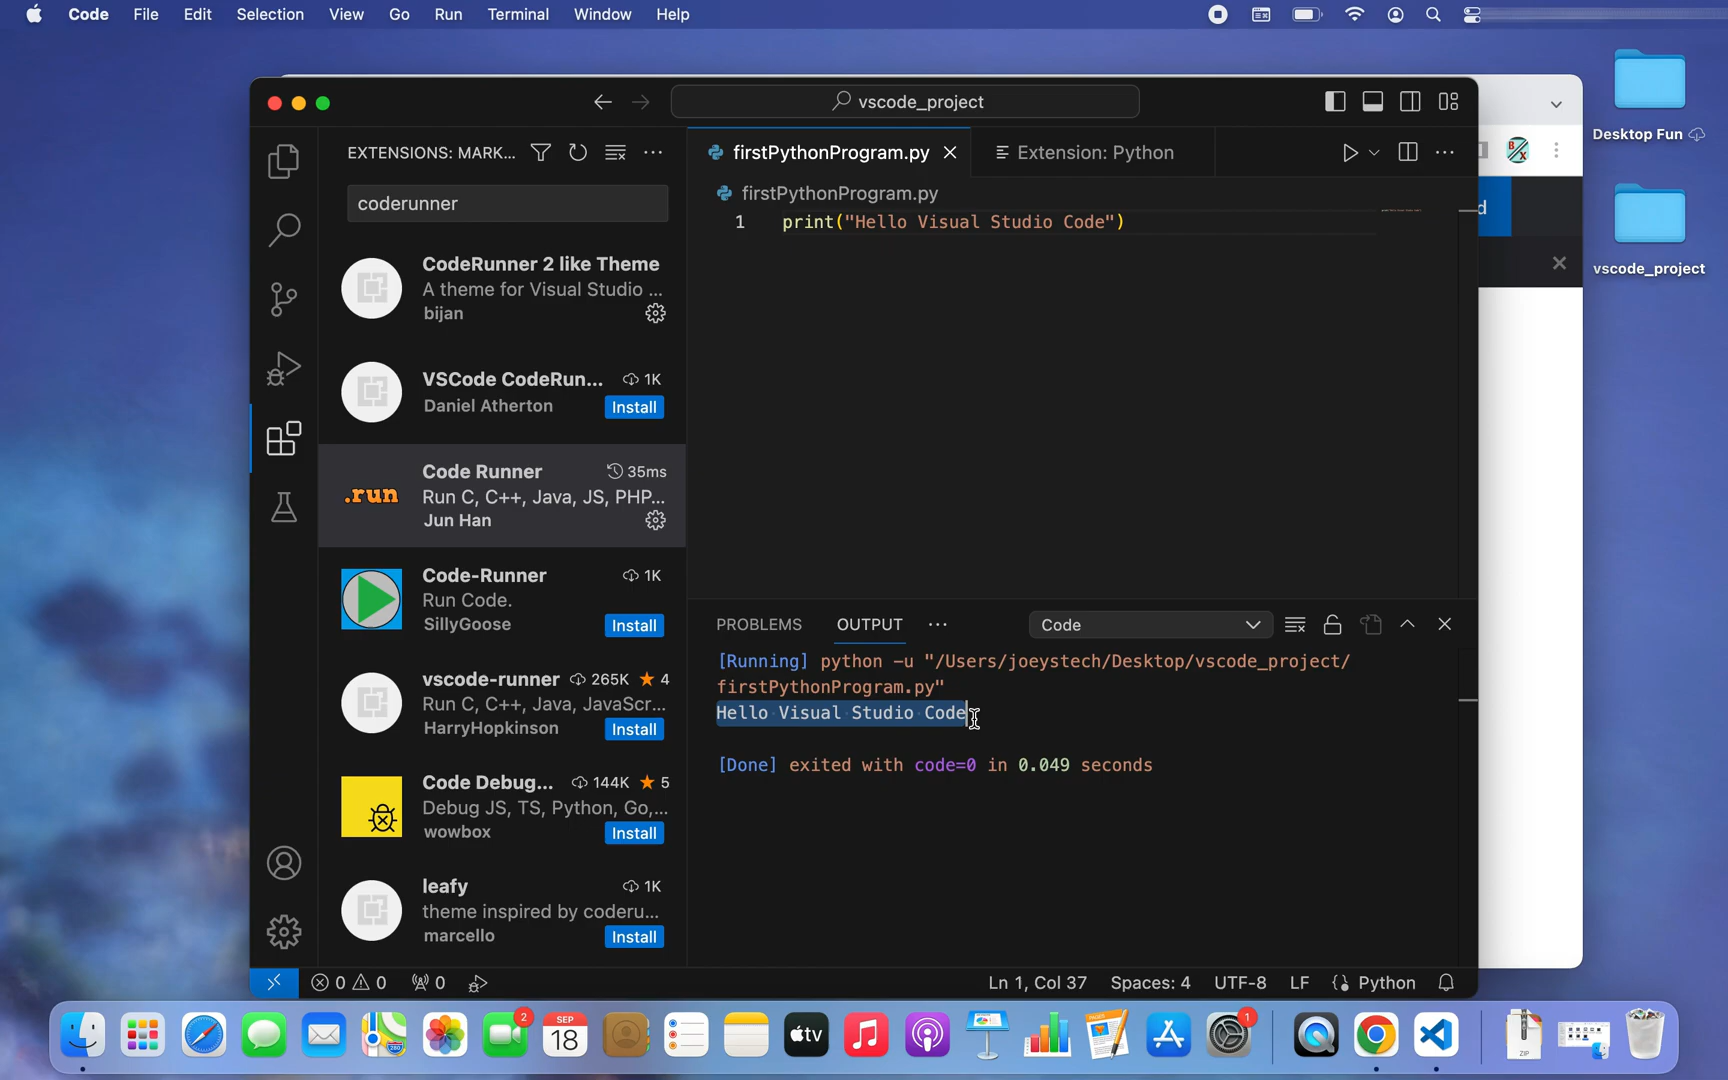 Code File Edit Selection View Go Run Terminal Window Help
vscode_project
EXTENSIONS: MARK...
coderunner
CodeRunner 2 like Theme
A theme for Visual Studio ...
bijan
VSCode CodeRun... 1K
Daniel Atherton Install
Code Runner 35ms
.run
Run C, C++, Java, JS, PHP...
Jun Han
Code-Runner 1K
Run Code.
SillyGoose Install
vscode-runner 265K ★ 4
Run C, C++, Java, JavaScr...
HarryHopkinson Install
Code Debug... 144K ★ 5
Debug JS, TS, Python, Go,...
wowbox Install
leafy 1K
theme inspired by coderu...
marcello Install
firstPythonProgram.py Extension: Python
firstPythonProgram.py
1 print("Hello Visual Studio Code")
PROBLEMS OUTPUT ... Code
[Running] python -u "/Users/joeystech/Desktop/vscode_project/
firstPythonProgram.py"
Hello Visual Studio Code
[Done] exited with code=0 in 0.049 seconds
0 0 0 Ln 1, Col 37 Spaces: 4 UTF-8 LF Python
d
B/X
Desktop Fun
vscode_project
2
SEP
18
280
tv
1
ZIP